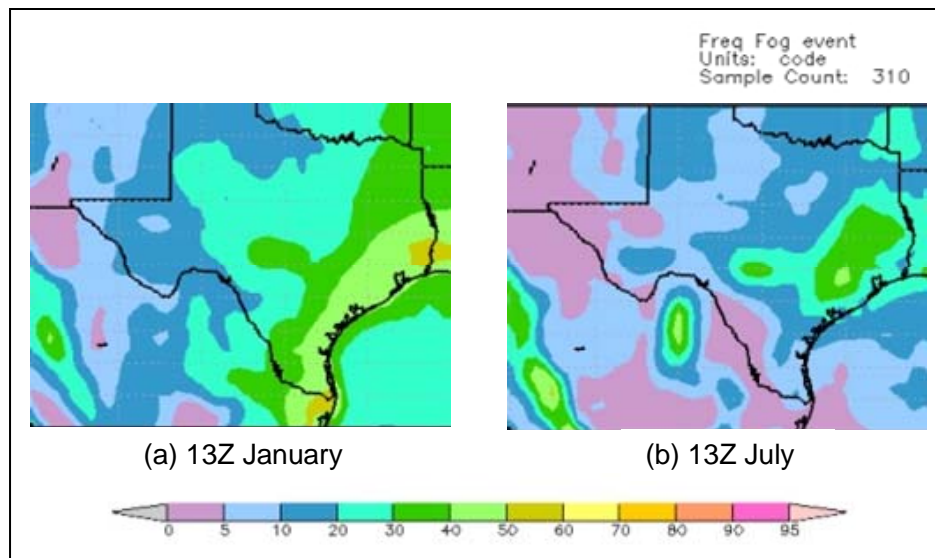 Freq Fog event
Units: code
Sample Count: 310
(a) 13Z January
(b) 13Z July
0 5 10 20 30 40 50 60 70 80 90 95